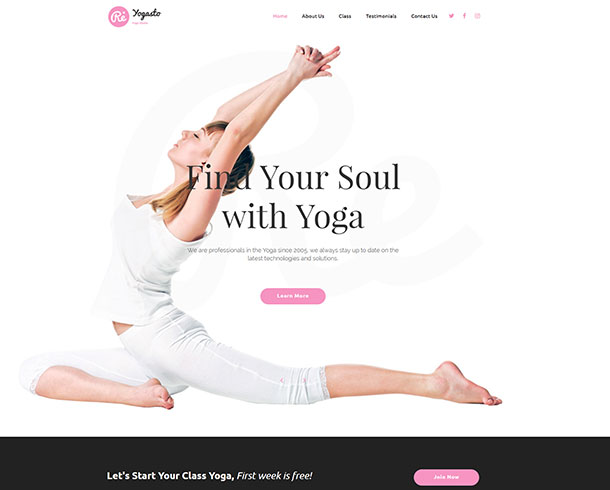 Re Yogasto
Home About Us Class Testimonials Contact Us
Find Your Soul
with Yoga
We are professionals in the Yoga since 2005, we always stay up to date on the
latest technologies and solutions.
Learn More
Let's Start Your Class Yoga, First week is free!
Join Now